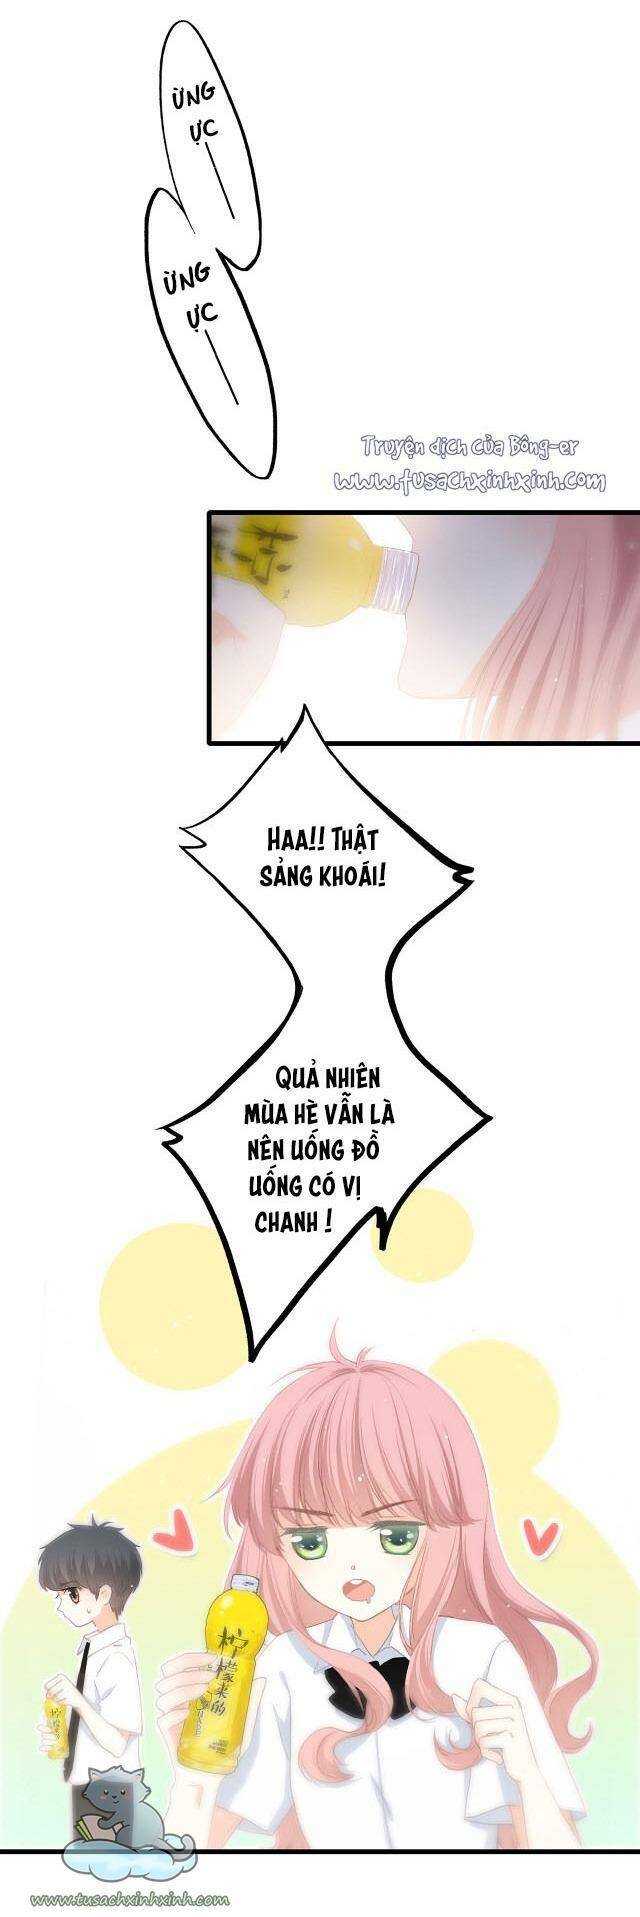 ỪNG
ỰC
ỪNG
ỰC
Truyện dịch của Bông-er
www.tusachxinhxinh.com
HAA!! THẬT
SẢNG KHOÁI!
QUẢ NHIÊN
MÙA HÈ VẪN LÀ
NÊN UỐNG ĐỒ
UỐNG CÓ VỊ
CHANH !
柠檬来的
www.tusachxinhxinh.com